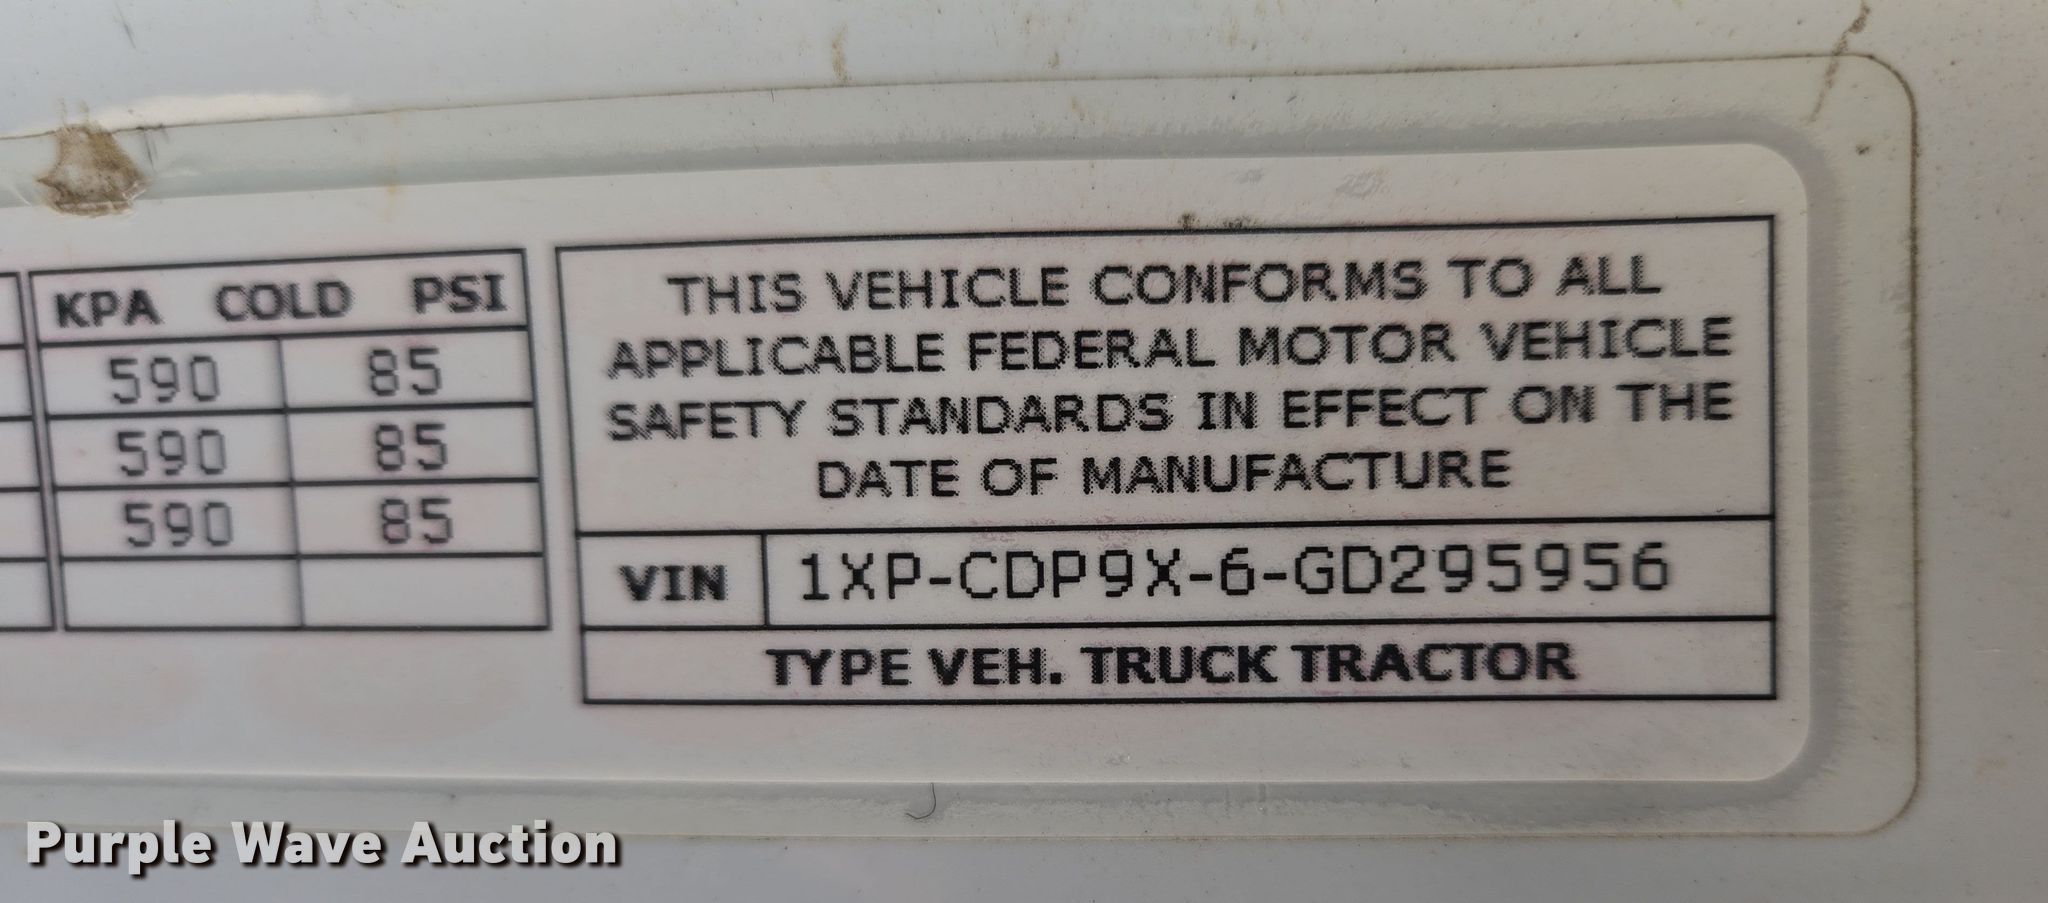 KPA COLD PSI
590 85
590 85
590 85
THIS VEHICLE CONFORMS TO ALL
APPLICABLE FEDERAL MOTOR VEHICLE
SAFETY STANDARDS IN EFFECT ON THE
DATE OF MANUFACTURE
VIN 1XP-CDP9X-6-GD295956
TYPE VEH. TRUCK TRACTOR
Purple Wave Auction